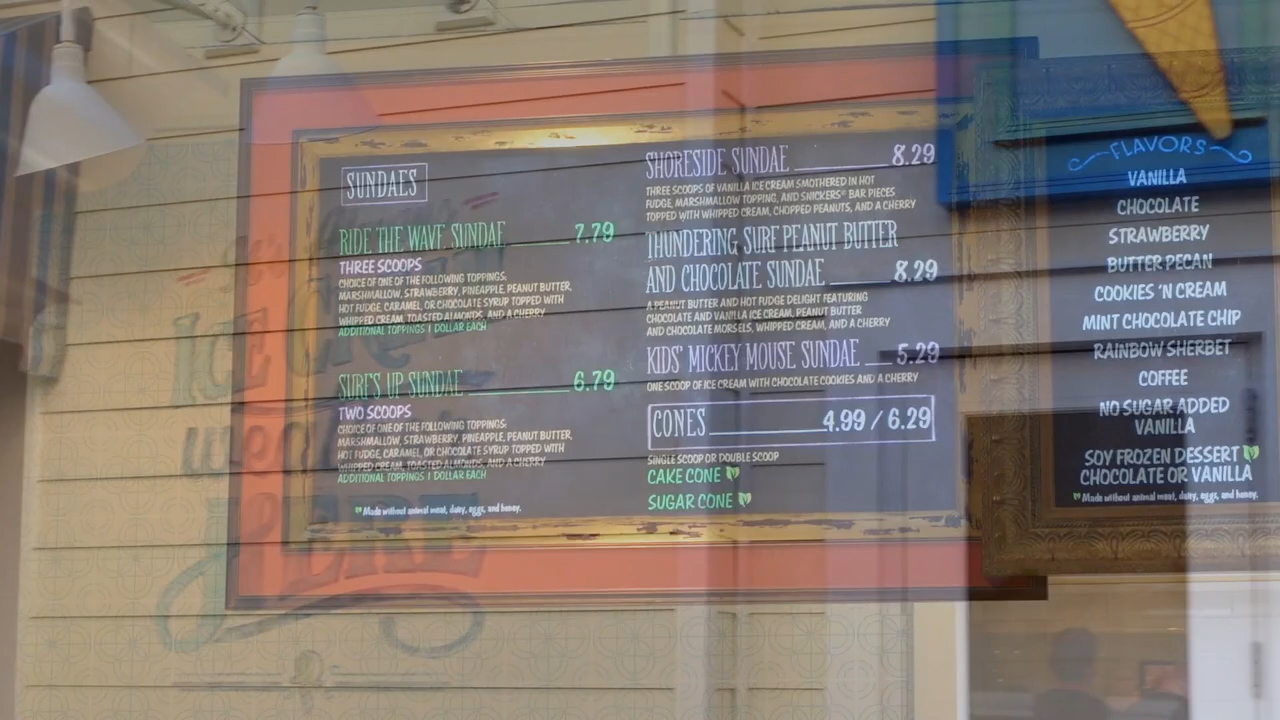 SUNDAES
RIDE THE WAVE SUNDAE 7.79
THREE SCOOPS
CHOICE OF ONE OF THE FOLLOWING TOPPINGS:
MARSHMALLOW, STRAWBERRY, PINEAPPLE, PEANUT BUTTER,
HOT FUDGE, CARAMEL, OR CHOCOLATE SYRUP TOPPED WITH
WHIPPED CREAM, TOASTED ALMONDS, AND A CHERRY
ADDITIONAL TOPPINGS 1 DOLLAR EACH
SURF'S UP SUNDAE 6.79
TWO SCOOPS
CHOICE OF ONE OF THE FOLLOWING TOPPINGS:
MARSHMALLOW, STRAWBERRY, PINEAPPLE, PEANUT BUTTER,
HOT FUDGE, CARAMEL, OR CHOCOLATE SYRUP TOPPED WITH
WHIPPED CREAM, TOASTED ALMONDS, AND A CHERRY
ADDITIONAL TOPPINGS 1 DOLLAR EACH
Made without animal meat, dairy, eggs, and honey.
SHORESIDE SUNDAE 8.29
THREE SCOOPS OF VANILLA ICE CREAM SMOTHERED IN HOT
FUDGE, MARSHMALLOW TOPPING, AND SNICKERS® BAR PIECES
TOPPED WITH WHIPPED CREAM, CHOPPED PEANUTS, AND A CHERRY
THUNDERING SURF PEANUT BUTTER
AND CHOCOLATE SUNDAE 8.29
A PEANUT BUTTER AND HOT FUDGE DELIGHT FEATURING
CHOCOLATE AND VANILLA ICE CREAM, PEANUT BUTTER
AND CHOCOLATE MORSELS, WHIPPED CREAM, AND A CHERRY
KIDS' MICKEY MOUSE SUNDAE 5.29
ONE SCOOP OF ICE CREAM WITH CHOCOLATE COOKIES AND A CHERRY
CONES 4.99 / 6.29
SINGLE SCOOP OR DOUBLE SCOOP
CAKE CONE
SUGAR CONE
FLAVORS
VANILLA
CHOCOLATE
STRAWBERRY
BUTTER PECAN
COOKIES 'N CREAM
MINT CHOCOLATE CHIP
RAINBOW SHERBET
COFFEE
NO SUGAR ADDED
VANILLA
SOY FROZEN DESSERT
CHOCOLATE OR VANILLA
Made without animal meat, dairy, eggs, and honey.
ICE
HERE